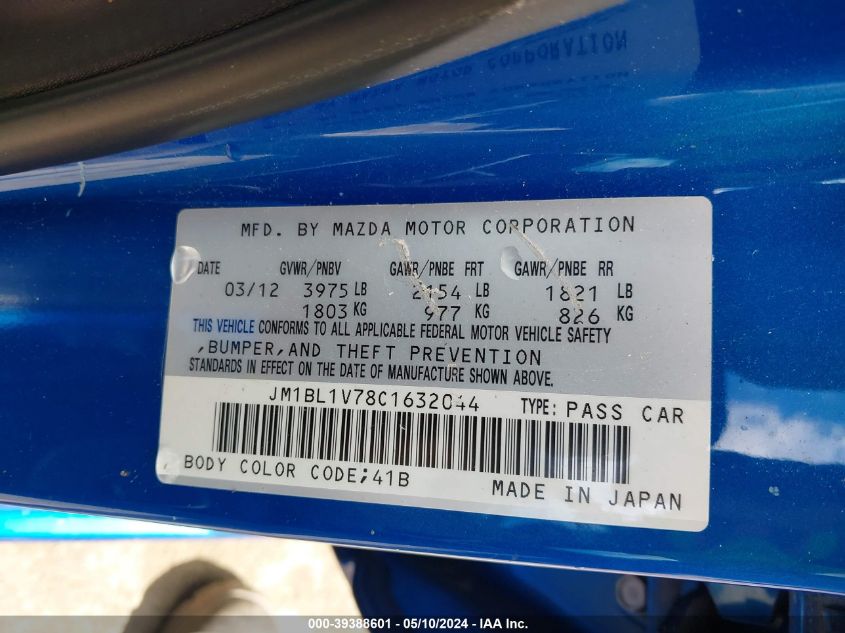 MOTOR CORPORATION
MFD. BY MAZDA MOTOR CORPORATION
DATE GVWR/PNBV GAWR/PNBE FRT GAWR/PNBE RR
03/12 3975 LB 2154 LB 1821 LB
1803 KG 977 KG 826 KG
THIS VEHICLE CONFORMS TO ALL APPLICABLE FEDERAL MOTOR VEHICLE SAFETY
,BUMPER,AND THEFT PREVENTION
STANDARDS IN EFFECT ON THE DATE OF MANUFACTURE SHOWN ABOVE.
JM1BL1V78C1632044 TYPE: PASS CAR
BODY COLOR CODE;41B
MADE IN JAPAN
000-39388601 - 05/10/2024 - IAA Inc.